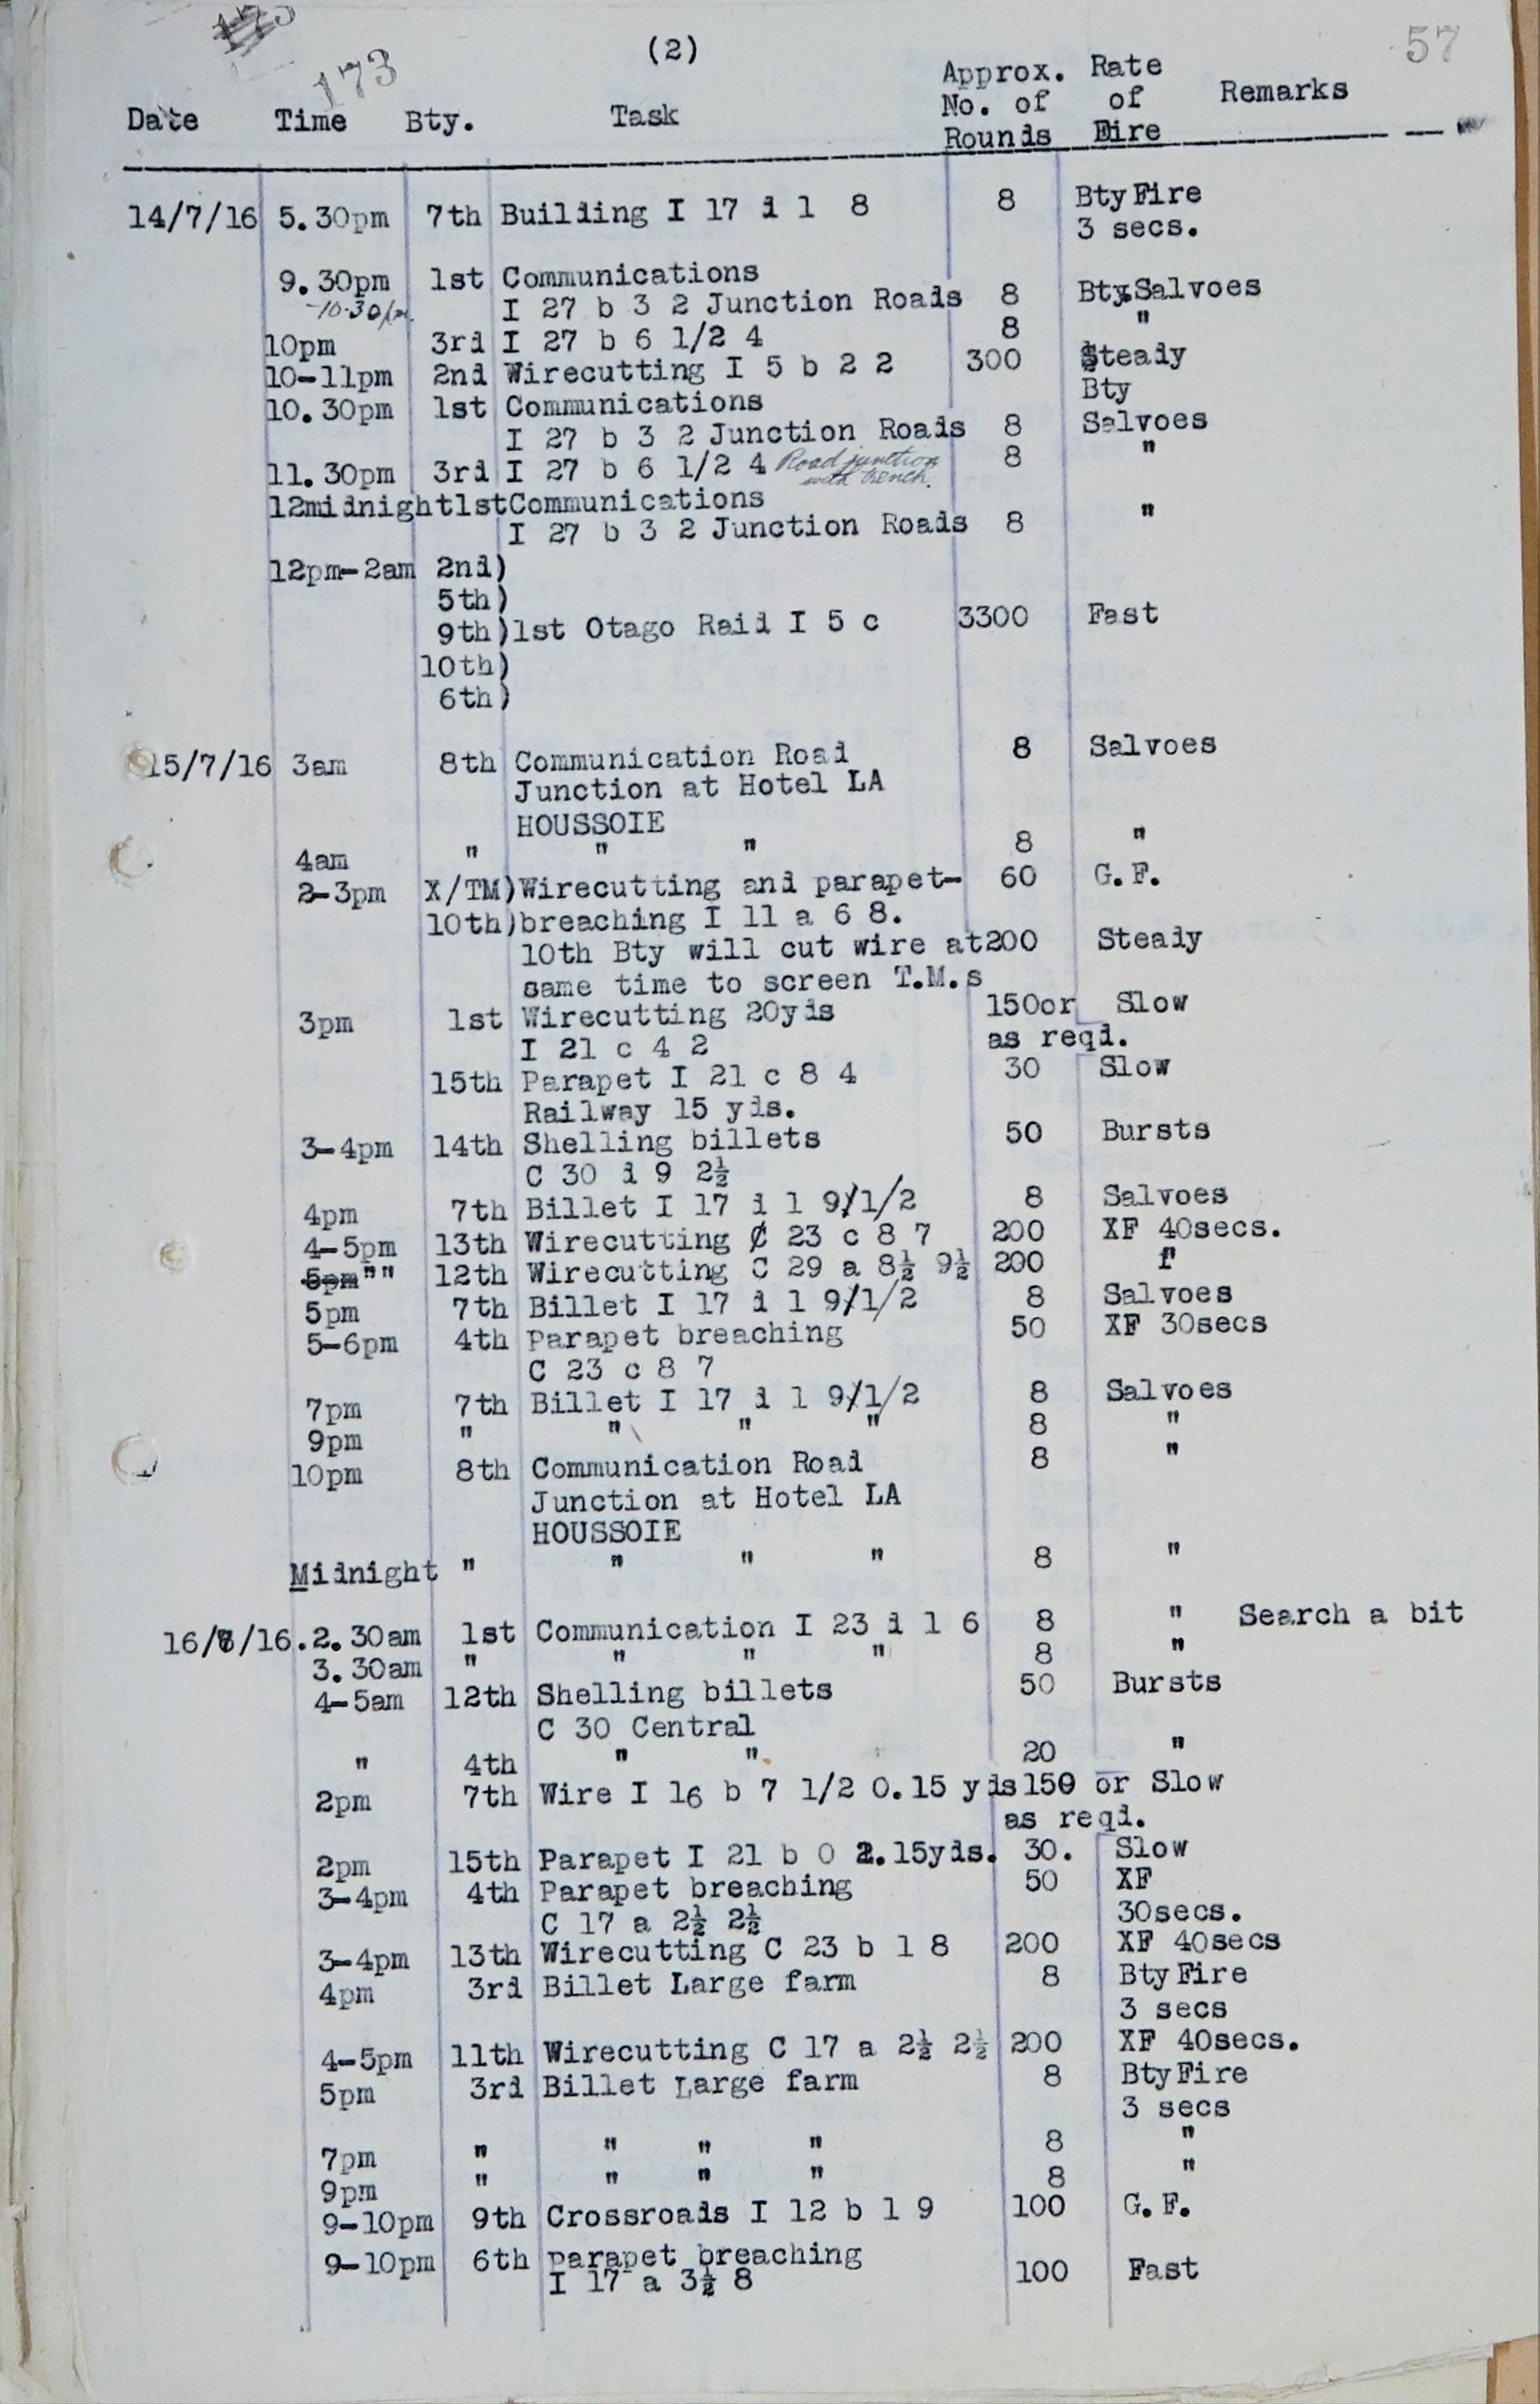 173
57
(2)
Date Time Bty. Task Approx. No. of Rounds Rate of Fire Remarks
14/7/16 5.30pm 7th Building I 17 d 1 8 8 Bty Fire
3 secs.
9.30pm 1st Communications
-10.30pm. I 27 b 3 2 Junction Roads 8 Bty.Salvoes
10pm 3rd I 27 b 6 1/2 4 8 "
10-11pm 2nd Wirecutting I 5 b 2 2 300 Steady
10.30pm 1st Communications Bty
I 27 b 3 2 Junction Roads 8 Salvoes
11.30pm 3rd I 27 b 6 1/2 4 Road junction with trench. 8 "
12midnight1stCommunications
I 27 b 3 2 Junction Roads 8 "
12pm-2am 2nd)
5th)
9th)1st Otago Raid I 5 c 3300 Fast
10th)
6th)
15/7/16 3am 8th Communication Road 8 Salvoes
Junction at Hotel LA
HOUSSOIE
4am " " " 8 "
2-3pm X/TM)Wirecutting and parapet- 60 G.F.
10th)breaching I 11 a 6 8.
10th Bty will cut wire at200 Steady
same time to screen T.M.s
3pm 1st Wirecutting 20yds 150or Slow
I 21 c 4 2 as reqd.
15th Parapet I 21 c 8 4 30 Slow
Railway 15 yds.
3-4pm 14th Shelling billets 50 Bursts
C 30 d 9 2½
4pm 7th Billet I 17 d 1 9/1/2 8 Salvoes
4-5pm 13th Wirecutting C 23 c 8 7 200 XF 40secs.
5pm"" 12th Wirecutting C 29 a 8½ 9½ 200 "
5pm 7th Billet I 17 d 1 9/1/2 8 Salvoes
5-6pm 4th Parapet breaching 50 XF 30secs
C 23 c 8 7
7pm 7th Billet I 17 d 1 9/1/2 8 Salvoes
9pm " " " " 8 "
10pm 8th Communication Road 8 "
Junction at Hotel LA
HOUSSOIE
Midnight " " " " 8 "
16/7/16.2.30am 1st Communication I 23 d 1 6 8 " Search a bit
3.30am " " " " 8 "
4-5am 12th Shelling billets 50 Bursts
C 30 Central
" 4th " ". 20 "
2pm 7th Wire I 16 b 7 1/2 0.15 yds150 or Slow
as reqd.
2pm 15th Parapet I 21 b 0 2.15yds. 30. Slow
3-4pm 4th Parapet breaching 50 XF
C 17 a 2½ 2½ 30secs.
3-4pm 13th Wirecutting C 23 b 1 8 200 XF 40secs
4pm 3rd Billet Large farm 8 Bty Fire
3 secs
4-5pm 11th Wirecutting C 17 a 2½ 2½ 200 XF 40secs.
5pm 3rd Billet Large farm 8 Bty Fire
3 secs
7pm " " " " 8 "
9pm " " " " 8 "
9-10pm 9th Crossroads I 12 b 1 9 100 G.F.
9-10pm 6th parapet breaching
I 17 a 3½ 8 100 Fast